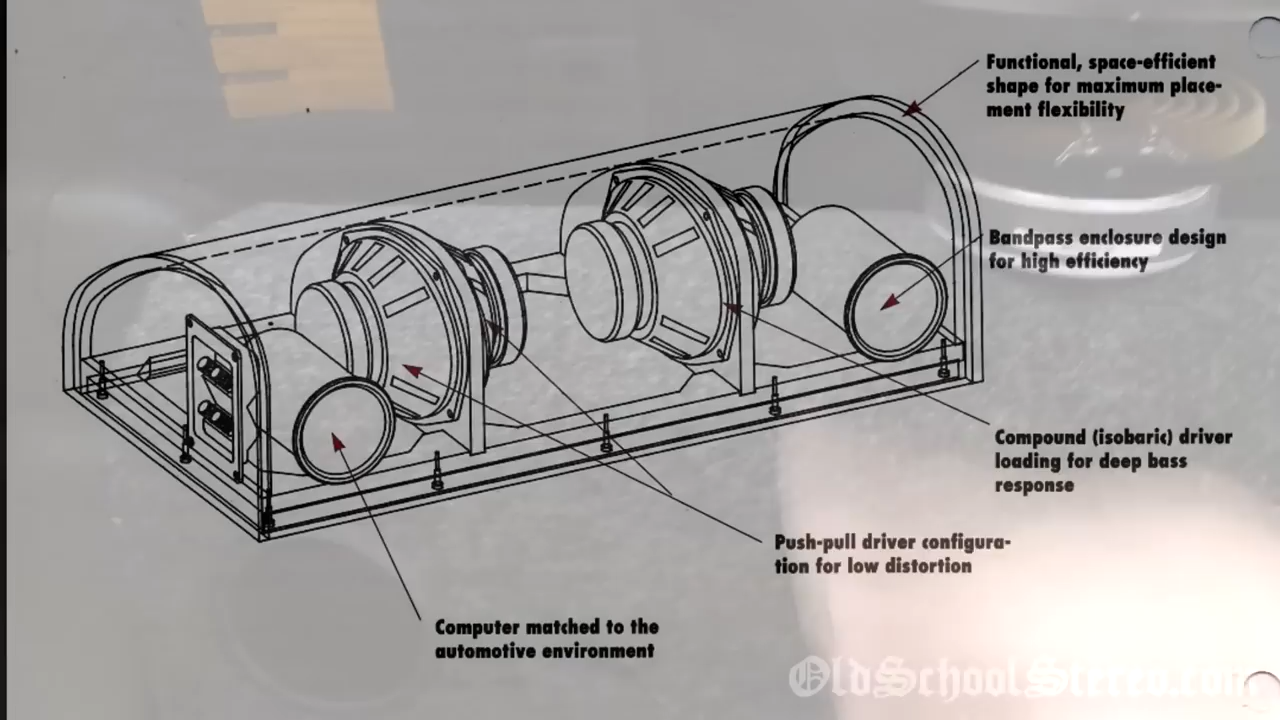 Functional, space-efficient
shape for maximum place-
ment flexibility
Bandpass enclosure design
for high efficiency
Compound (isobaric) driver
loading for deep bass
response
Push-pull driver configura-
tion for low distortion
Computer matched to the
automotive environment
OldSchoolStereo.com